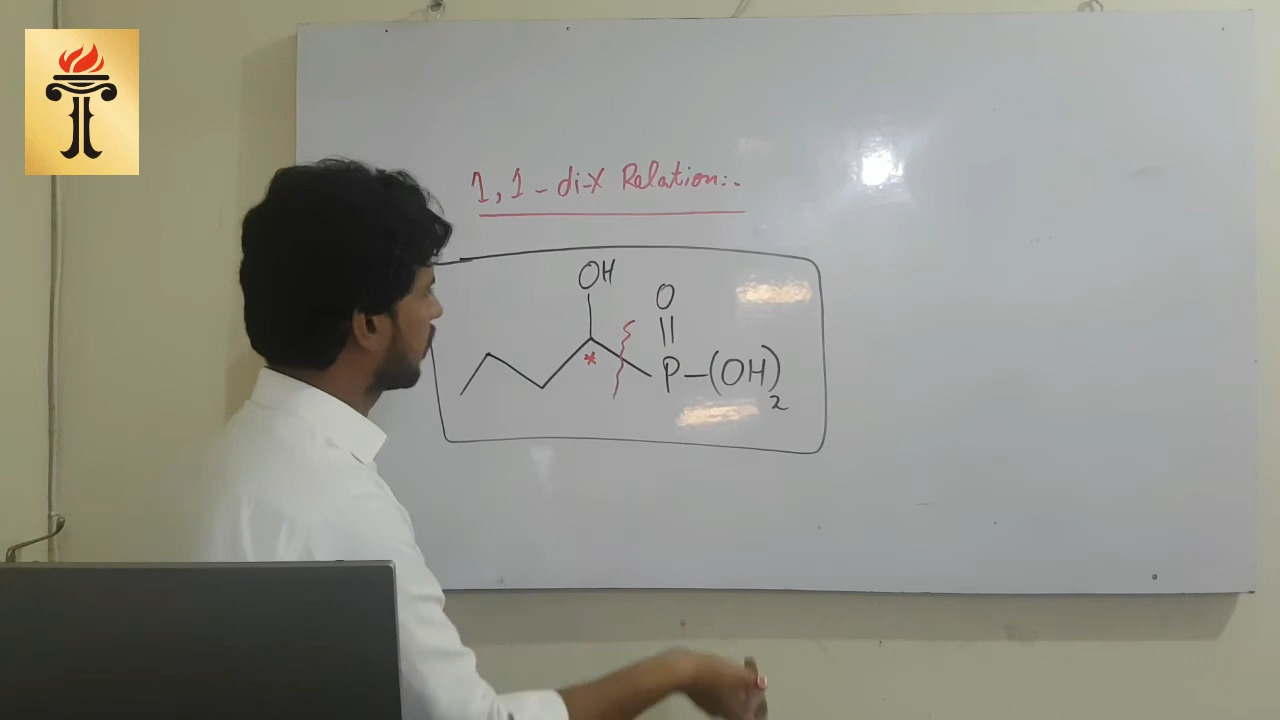 1,1-di-X Relation:-
OH
O
P-(OH)2
*